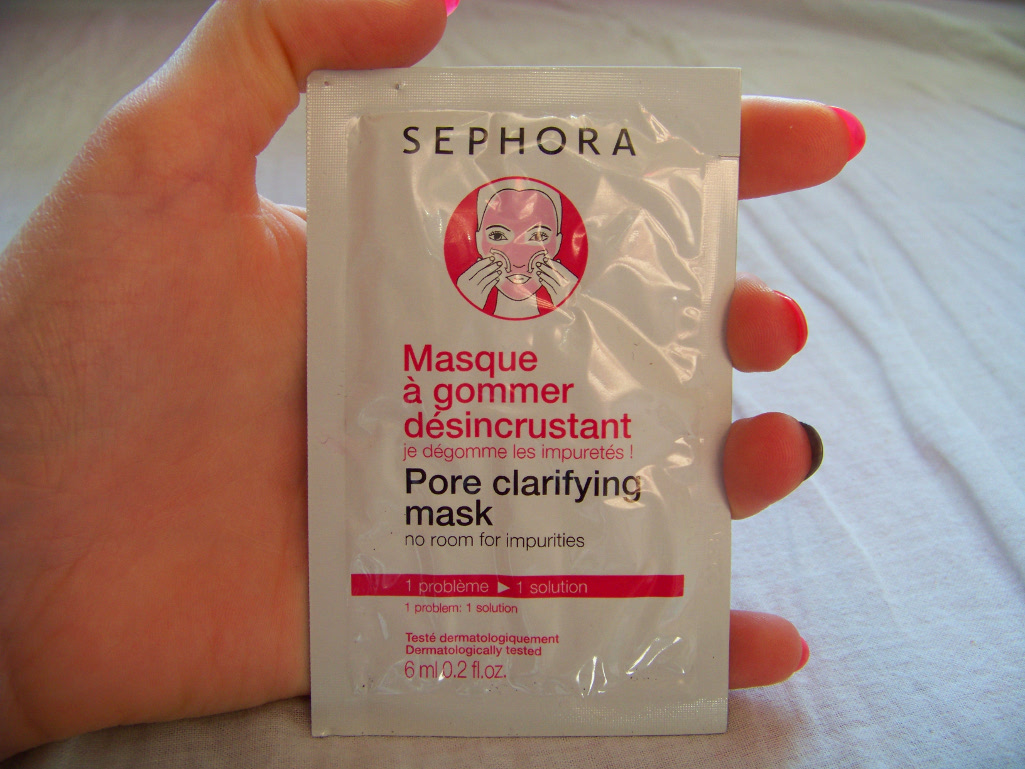 SEPHORA
Masque
à gommer
désincrustant
je dégomme les impuretés !
Pore clarifying
mask
no room for impurities
1 problème ▶ 1 solution
1 problem: 1 solution
Testé dermatologiquement
Dermatologically tested
6 ml 0.2 fl.oz.